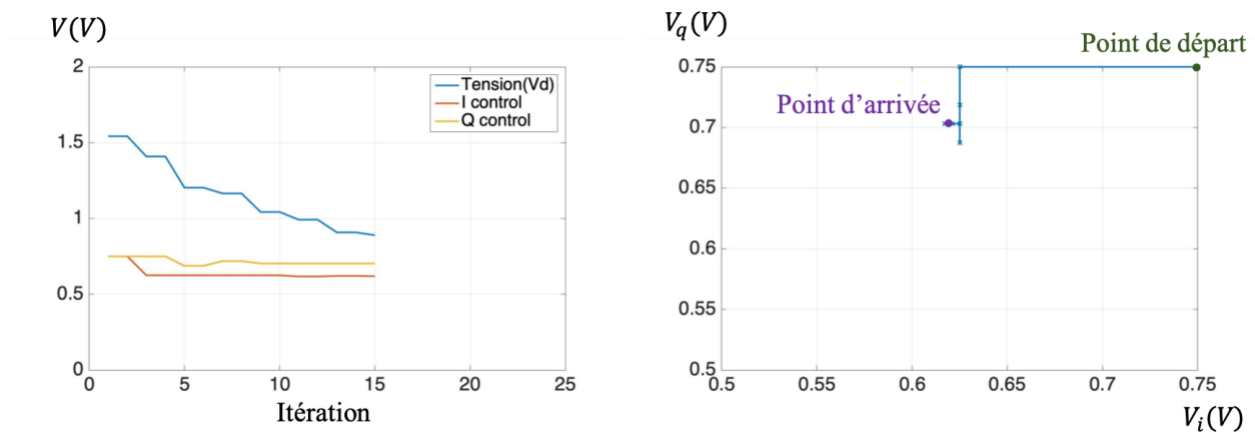 V(V)
2
1.5
1
0.5
0
0
5
10
15
20
25
Itération
Tension(Vd)
I control
Q control
V_q(V)
Point de départ
Point d’arrivée
0.75
0.7
0.65
0.6
0.55
0.5
0.5
0.55
0.6
0.65
0.7
0.75
V_i(V)